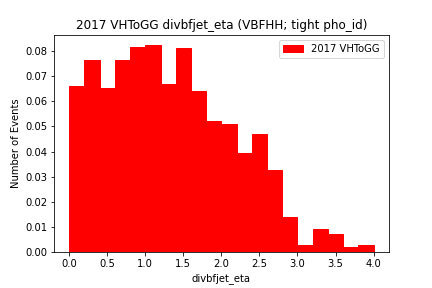 2017 VHToGG divbfjet_eta (VBFHH; tight pho_id)
2017 VHToGG
Number of Events
0.08
0.07
0.06
0.05
0.04
0.03
0.02
0.01
0.00
0.0 0.5 1.0 1.5 2.0 2.5 3.0 3.5 4.0
divbfjet_eta